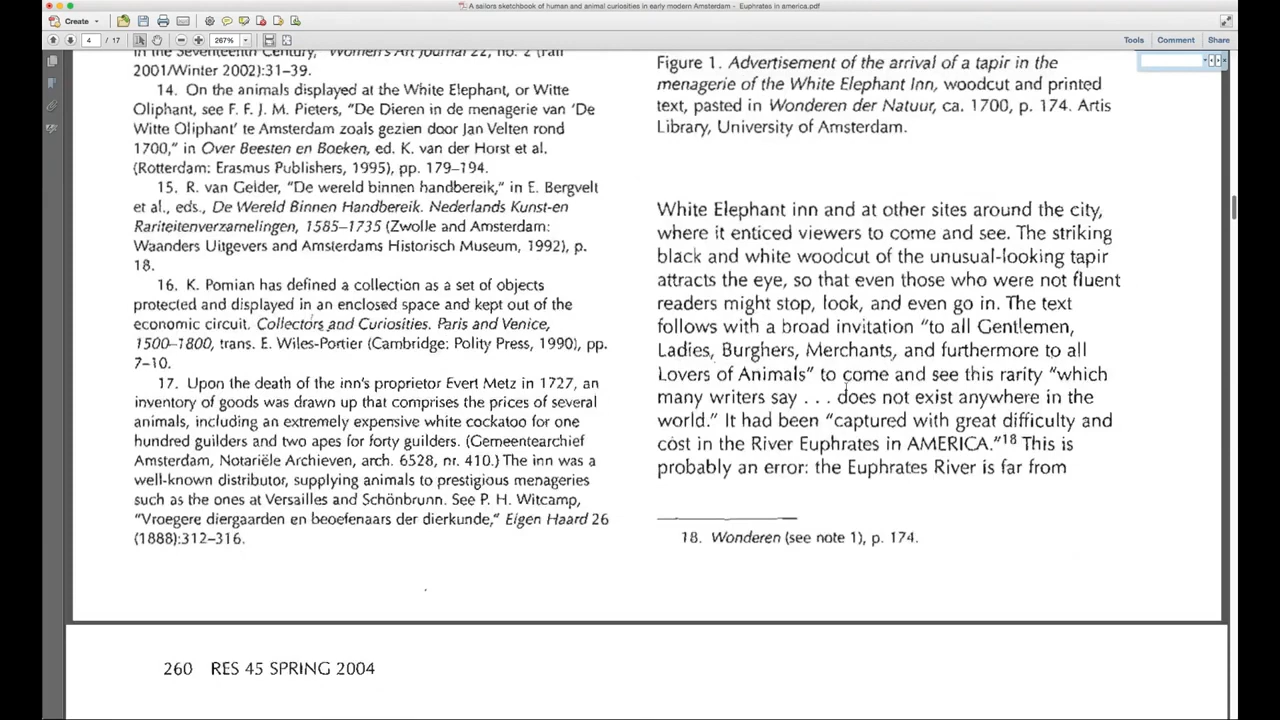 A sailors sketchbook of human and animal curiosities in early modern Amsterdam - Euphrates in america.pdf
Create
4 / 17
267%
Tools
Comment
Share
in the Seventeenth Century," Women's Art Journal 22, no. 2 (Fall
2001/Winter 2002):31–39.
14. On the animals displayed at the White Elephant, or Witte
Oliphant, see F. F. J. M. Pieters, "De Dieren in de menagerie van 'De
Witte Oliphant' te Amsterdam zoals gezien door Jan Velten rond
1700," in Over Beesten en Boeken, ed. K. van der Horst et al.
(Rotterdam: Erasmus Publishers, 1995), pp. 179–194.
15. R. van Gelder, "De wereld binnen handbereik," in E. Bergvelt
et al., eds., De Wereld Binnen Handbereik. Nederlands Kunst-en
Rariteitenverzamelingen, 1585–1735 (Zwolle and Amsterdam:
Waanders Uitgevers and Amsterdams Historisch Museum, 1992), p.
18.
16. K. Pomian has defined a collection as a set of objects
protected and displayed in an enclosed space and kept out of the
economic circuit. Collectors and Curiosities. Paris and Venice,
1500–1800, trans. E. Wiles-Portier (Cambridge: Polity Press, 1990), pp.
7–10.
17. Upon the death of the inn's proprietor Evert Metz in 1727, an
inventory of goods was drawn up that comprises the prices of several
animals, including an extremely expensive white cockatoo for one
hundred guilders and two apes for forty guilders. (Gemeentearchief
Amsterdam, Notariële Archieven, arch. 6528, nr. 410.) The inn was a
well-known distributor, supplying animals to prestigious menageries
such as the ones at Versailles and Schönbrunn. See P. H. Witcamp,
"Vroegere diergaarden en beoefenaars der dierkunde," Eigen Haard 26
(1888):312–316.
Figure 1. Advertisement of the arrival of a tapir in the
menagerie of the White Elephant Inn, woodcut and printed
text, pasted in Wonderen der Natuur, ca. 1700, p. 174. Artis
Library, University of Amsterdam.
White Elephant inn and at other sites around the city,
where it enticed viewers to come and see. The striking
black and white woodcut of the unusual-looking tapir
attracts the eye, so that even those who were not fluent
readers might stop, look, and even go in. The text
follows with a broad invitation "to all Gentlemen,
Ladies, Burghers, Merchants, and furthermore to all
Lovers of Animals" to come and see this rarity "which
many writers say . . . does not exist anywhere in the
world." It had been "captured with great difficulty and
cost in the River Euphrates in AMERICA."18 This is
probably an error: the Euphrates River is far from
18. Wonderen (see note 1), p. 174.
260 RES 45 SPRING 2004